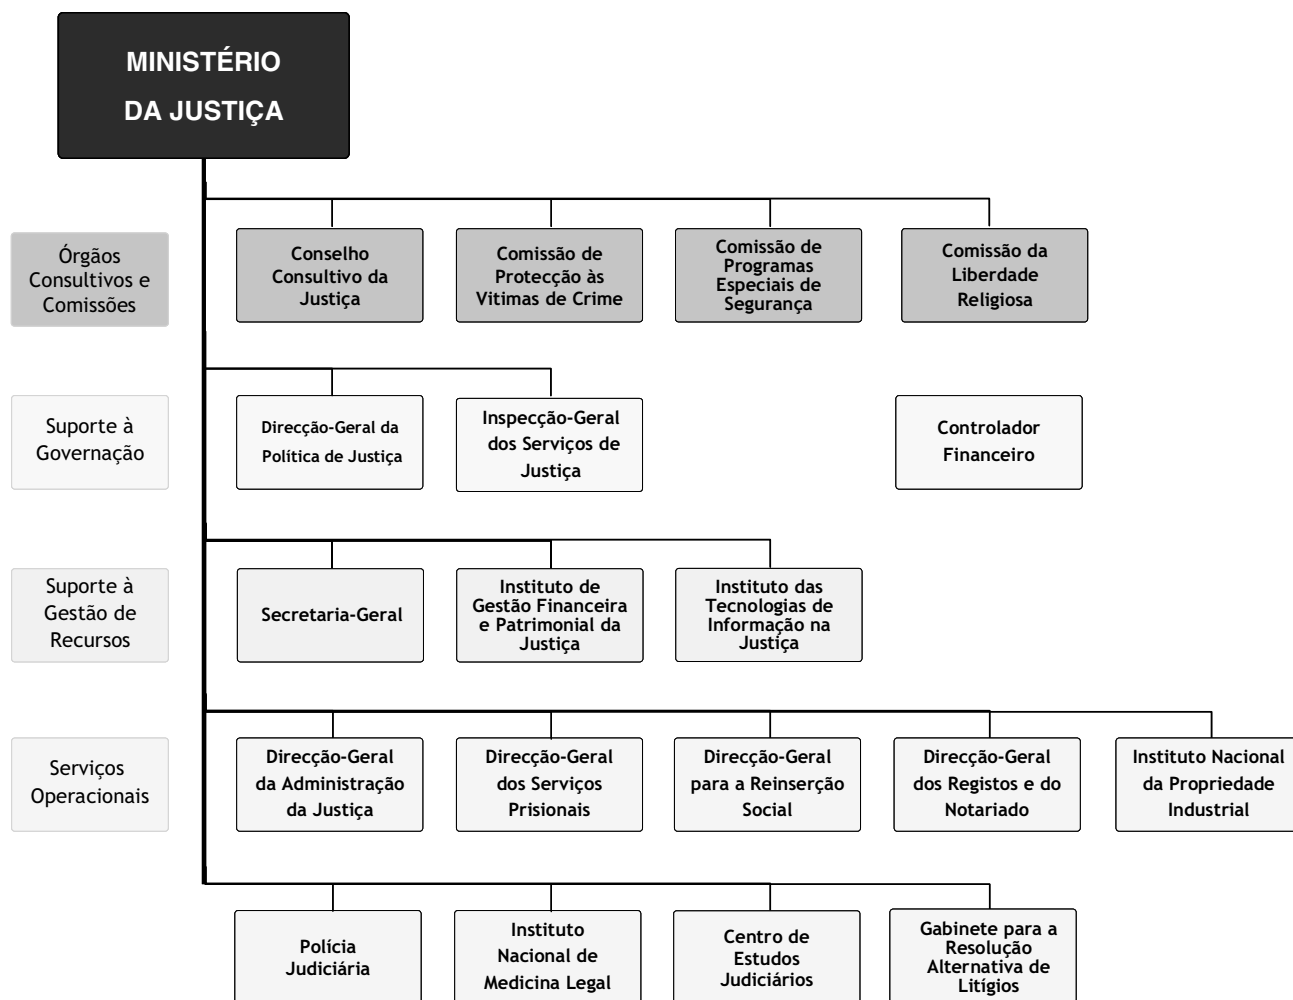 MINISTÉRIO
DA JUSTIÇA
Órgãos
Consultivos e
Comissões
Conselho
Consultivo da
Justiça
Comissão de
Protecção às
Vitimas de Crime
Comissão de
Programas
Especiais de
Segurança
Comissão da
Liberdade
Religiosa
Suporte à
Governação
Direcção-Geral da
Política de Justiça
Inspecção-Geral
dos Serviços de
Justiça
Controlador
Financeiro
Suporte à
Gestão de
Recursos
Secretaria-Geral
Instituto de
Gestão Financeira
e Patrimonial da
Justiça
Instituto das
Tecnologias de
Informação na
Justiça
Serviços
Operacionais
Direcção-Geral
da Administração
da Justiça
Direcção-Geral
dos Serviços
Prisionais
Direcção-Geral
para a Reinserção
Social
Direcção-Geral
dos Registos e do
Notariado
Instituto Nacional
da Propriedade
Industrial
Polícia
Judiciária
Instituto
Nacional de
Medicina Legal
Centro de
Estudos
Judiciários
Gabinete para a
Resolução
Alternativa de
Litígios